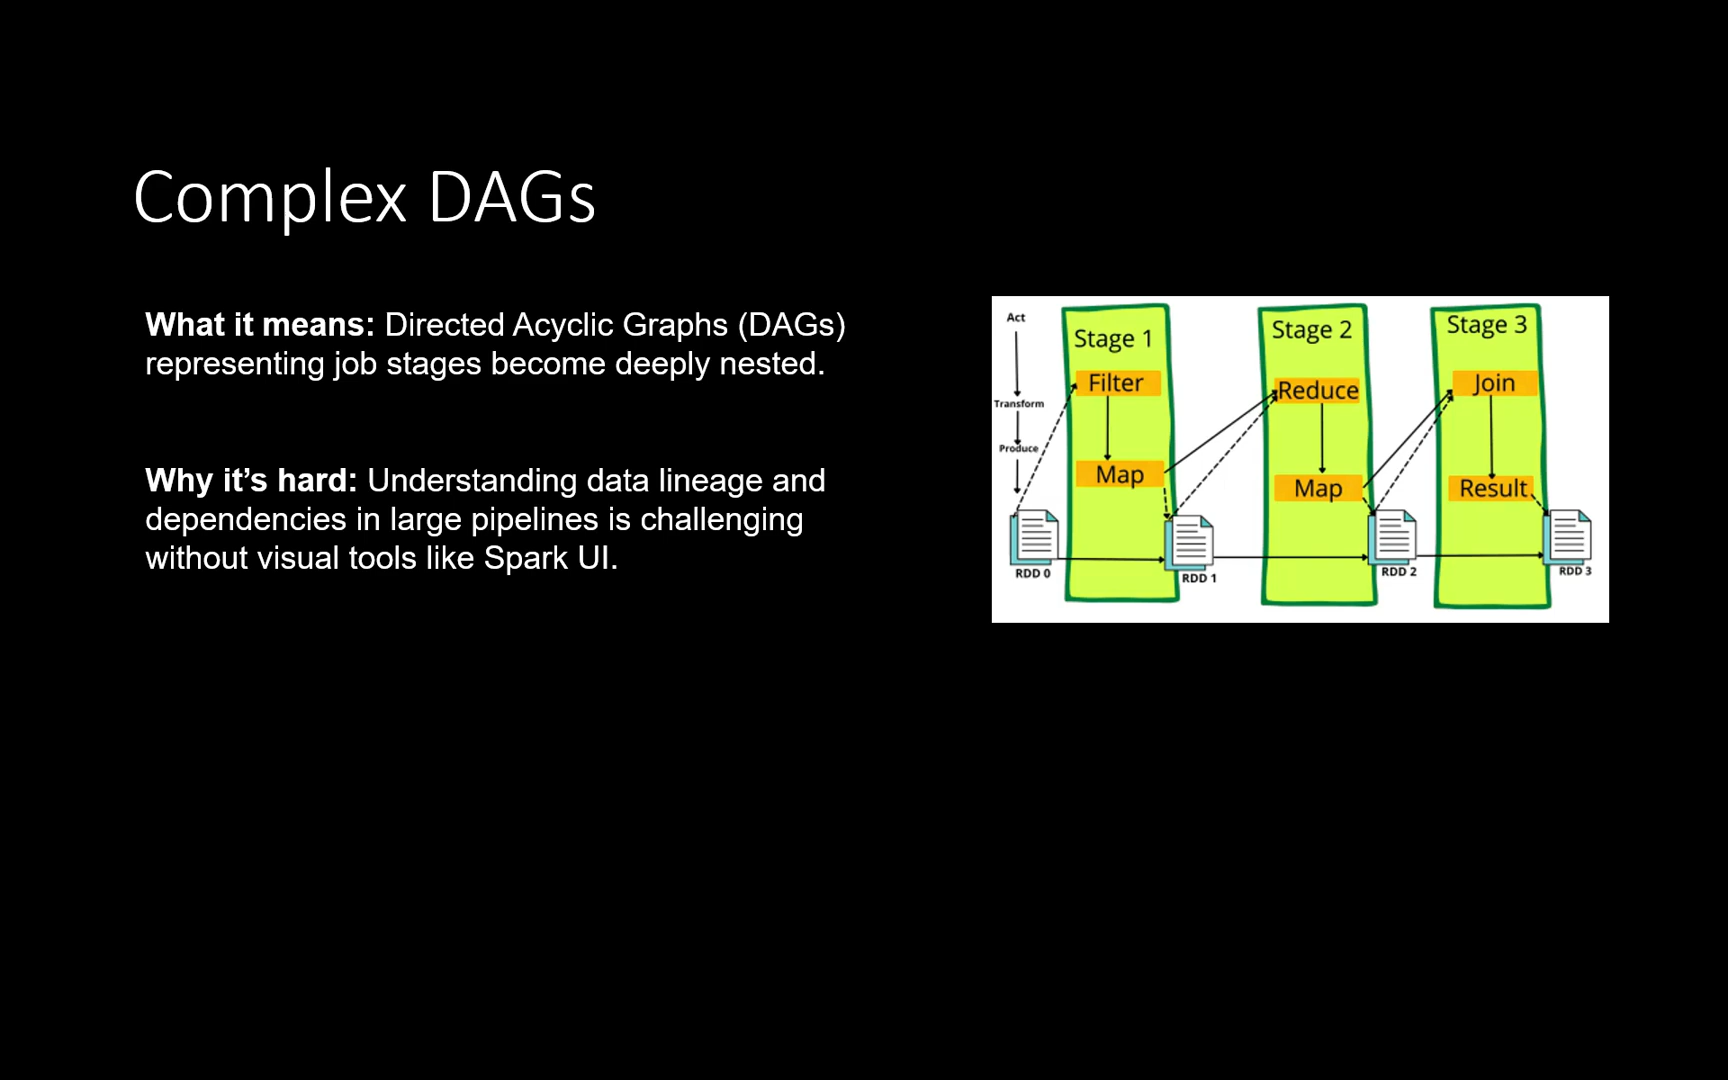 Complex DAGs
What it means: Directed Acyclic Graphs (DAGs)
representing job stages become deeply nested.
Why it’s hard: Understanding data lineage and
dependencies in large pipelines is challenging
without visual tools like Spark UI.
Act
Transform
Produce
RDD 0
Stage 1
Filter
Map
RDD 1
Stage 2
Reduce
Map
RDD 2
Stage 3
Join
Result
RDD 3